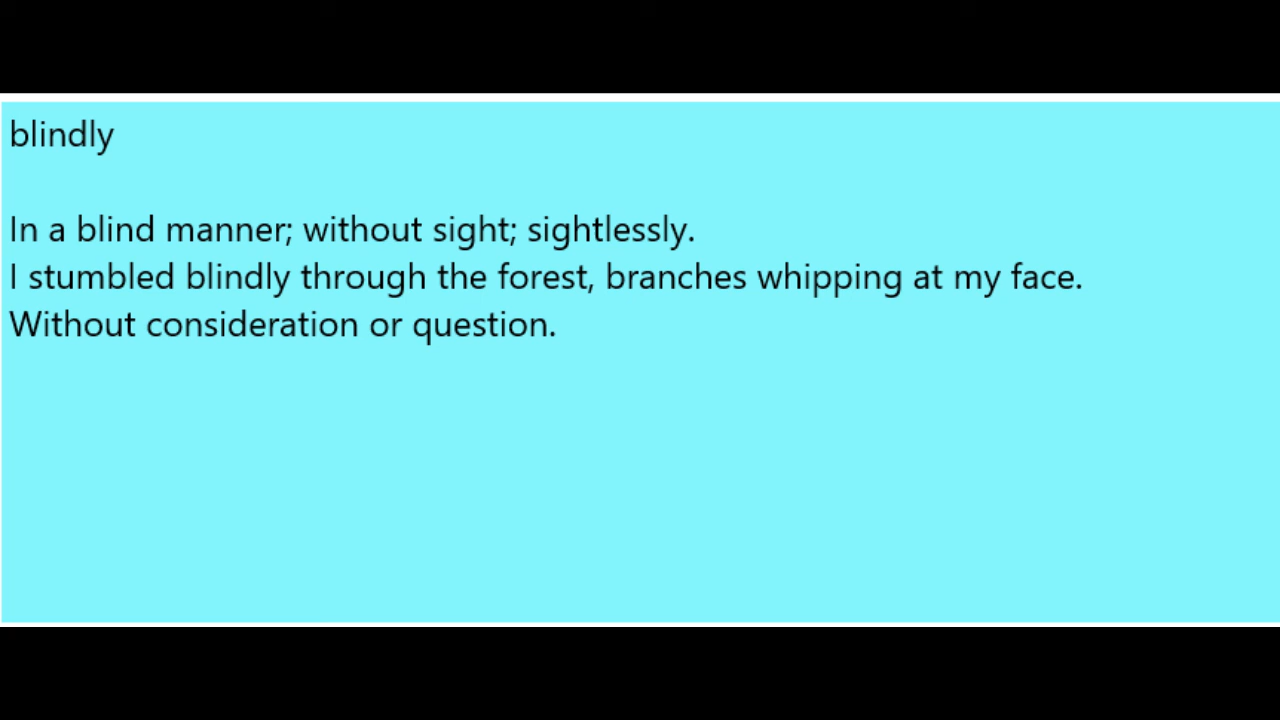 blindly
In a blind manner; without sight; sightlessly.
I stumbled blindly through the forest, branches whipping at my face.
Without consideration or question.